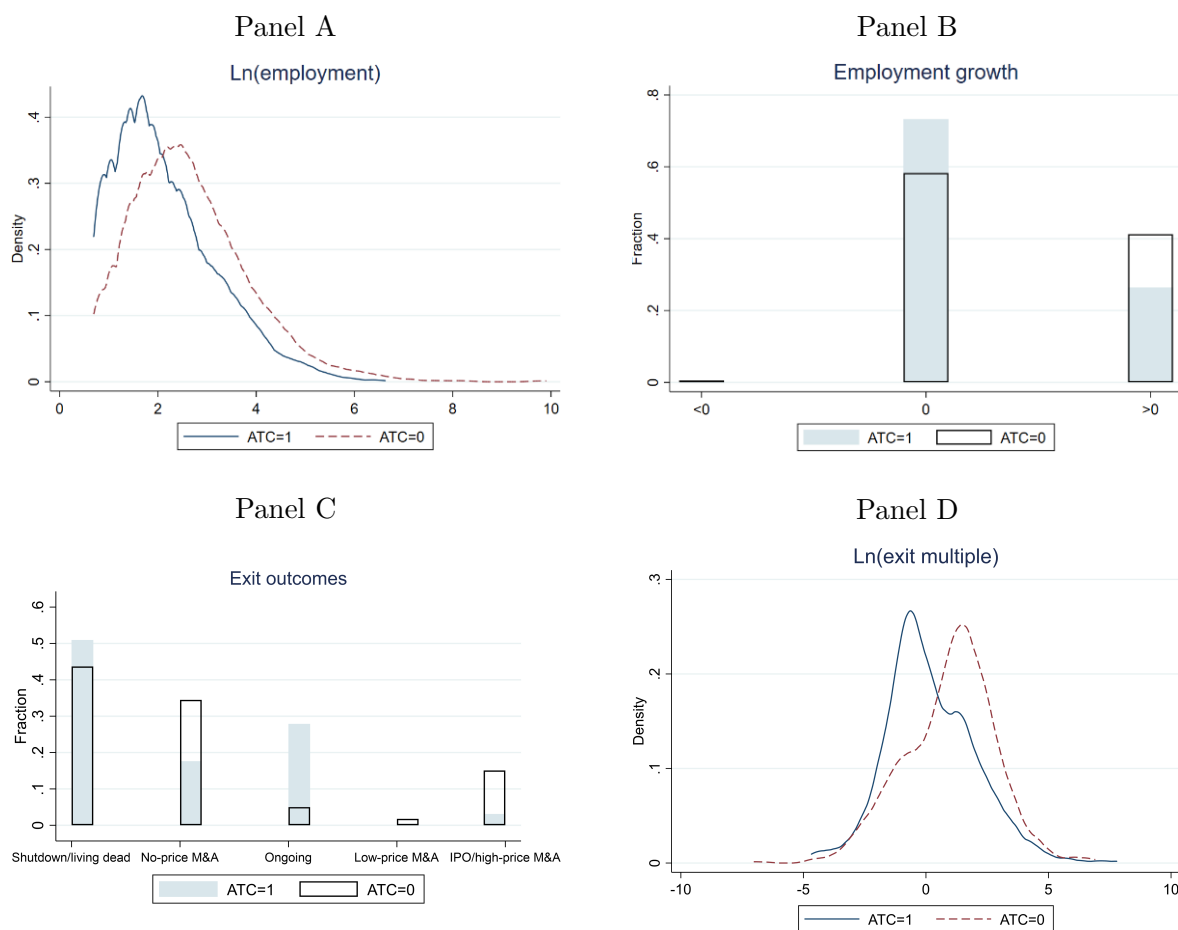 Panel A
Ln(employment)
Density
.4
.3
.2
.1
0
0 2 4 6 8 10
ATC=1 ATC=0
Panel B
Employment growth
Fraction
.8
.6
.4
.2
0
<0 0 >0
ATC=1 ATC=0
Panel C
Exit outcomes
Fraction
.6
.5
.4
.3
.2
.1
0
Shutdown/living dead No-price M&A Ongoing Low-price M&A IPO/high-price M&A
ATC=1 ATC=0
Panel D
Ln(exit multiple)
Density
.3
.2
.1
0
-10 -5 0 5 10
ATC=1 ATC=0